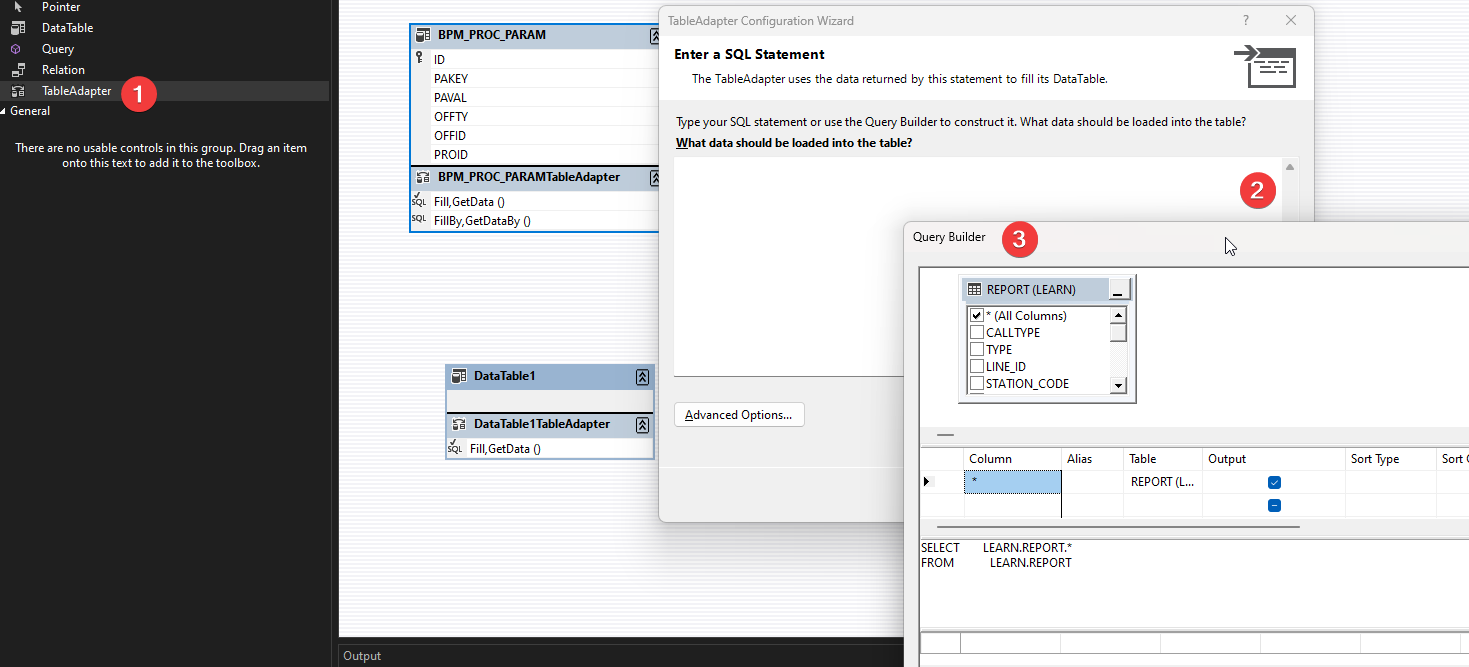 Pointer
DataTable
Query
Relation
TableAdapter
1
General
There are no usable controls in this group. Drag an item
onto this text to add it to the toolbox.
BPM_PROC_PARAM
ID
PAKEY
PAVAL
OFFTY
OFFID
PROID
BPM_PROC_PARAMTableAdapter
SQL Fill,GetData ()
SQL FillBy,GetDataBy ()
DataTable1
DataTable1TableAdapter
SQL Fill,GetData ()
TableAdapter Configuration Wizard
?
Enter a SQL Statement
The TableAdapter uses the data returned by this statement to fill its DataTable.
Type your SQL statement or use the Query Builder to construct it. What data should be loaded into the table?
What data should be loaded into the table?
2
Advanced Options...
Query Builder
3
REPORT (LEARN)
* (All Columns)
CALLTYPE
TYPE
LINE_ID
STATION_CODE
Column Alias Table Output Sort Type Sort
* REPORT (L...
SELECT LEARN.REPORT.*
FROM LEARN.REPORT
Output